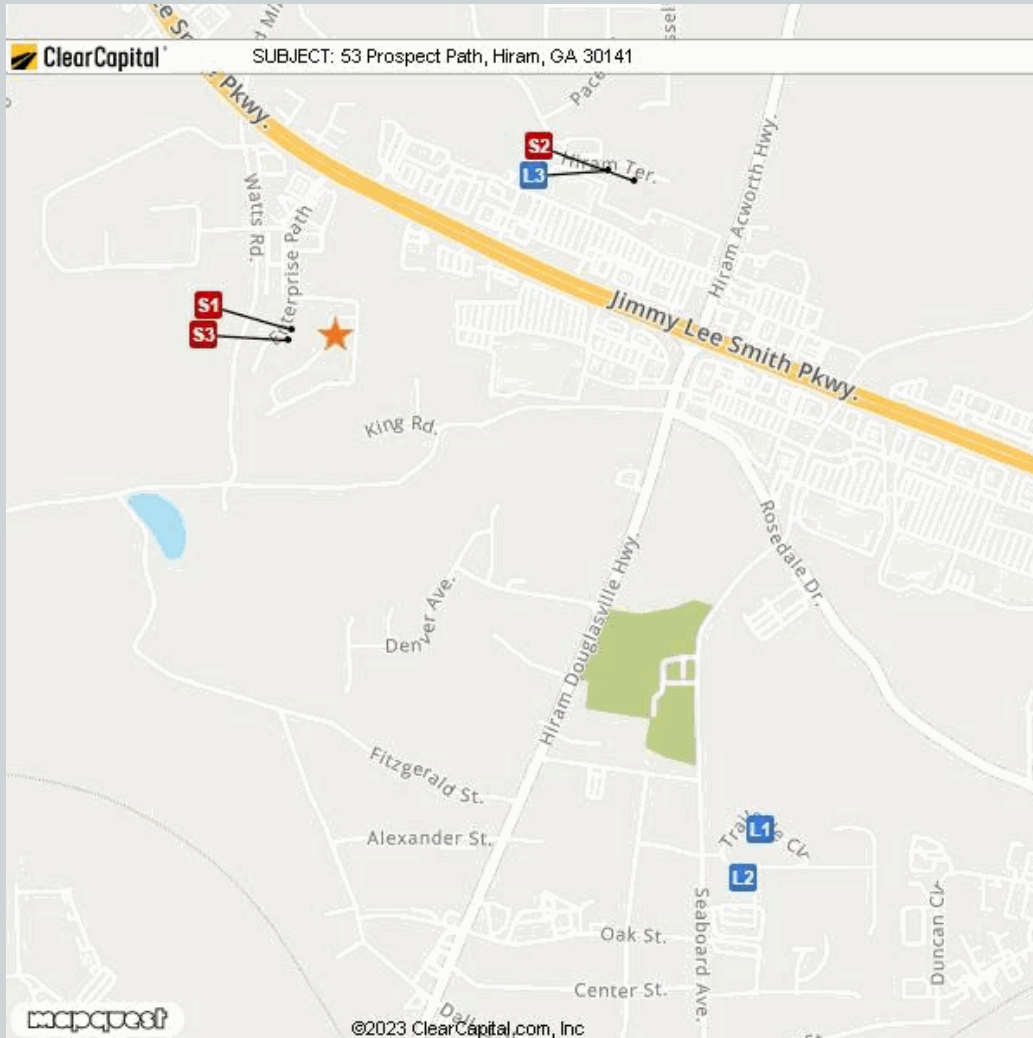 ClearCapital
SUBJECT: 53 Prospect Path, Hiram, GA 30141
Pkwy.
S2
Hiram Ter.
L3
Watts Rd.
Enterprise Path
Hiram Acworth Hwy.
S1
S3
Jimmy Lee Smith Pkwy.
King Rd.
Rosedale Dr.
Hiram Douglasville Hwy.
Denver Ave.
Fitzgerald St.
L1
Alexander St.
L2
Seaboard Ave.
Duncan Cir
Oak St.
Center St.
mapquest
©2023 ClearCapital.com, Inc